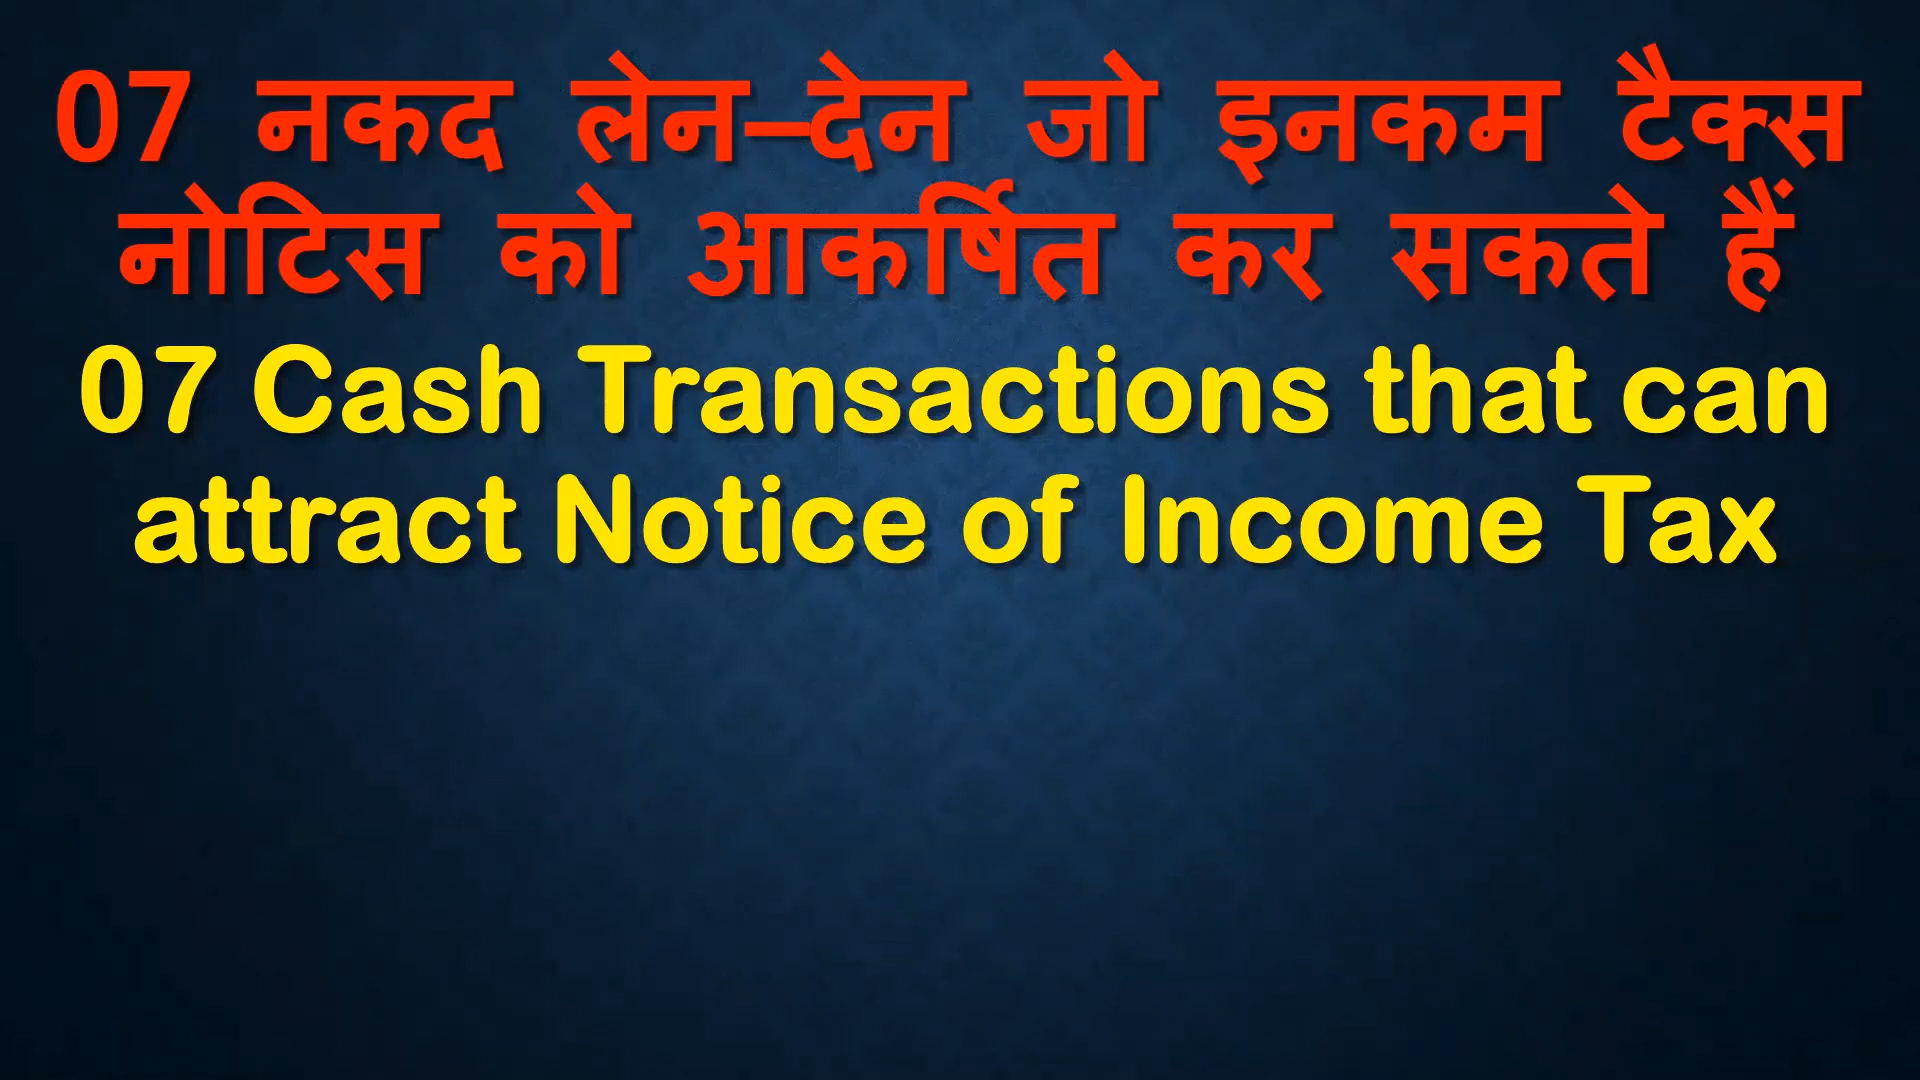 07 नकद लेन–देन जो इनकम टैक्स
नोटिस को आकर्षित कर सकते हैं
07 Cash Transactions that can
attract Notice of Income Tax